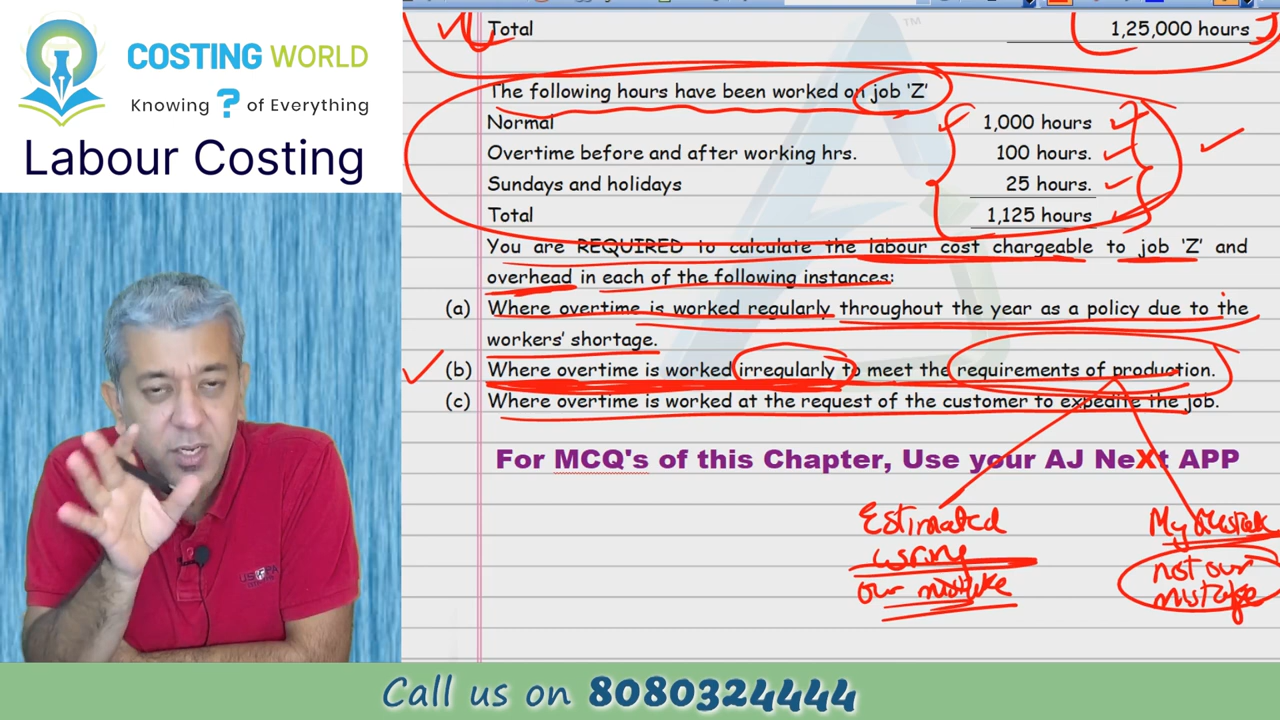 COSTING WORLD
Knowing ? of Everything
Labour Costing
Total 1,25,000 hours
The following hours have been worked on job 'Z'
Normal 1,000 hours
Overtime before and after working hrs. 100 hours.
Sundays and holidays 25 hours.
Total 1,125 hours
You are REQUIRED to calculate the labour cost chargeable to job 'Z' and
overhead in each of the following instances:
(a) Where overtime is worked regularly throughout the year as a policy due to the
workers' shortage.
(b) Where overtime is worked irregularly to meet the requirements of production.
(c) Where overtime is worked at the request of the customer to expedite the job.
For MCQ's of this Chapter, Use your AJ NeXt APP
Estimated
our mistake
My
not our
mistake
Call us on 8080324444